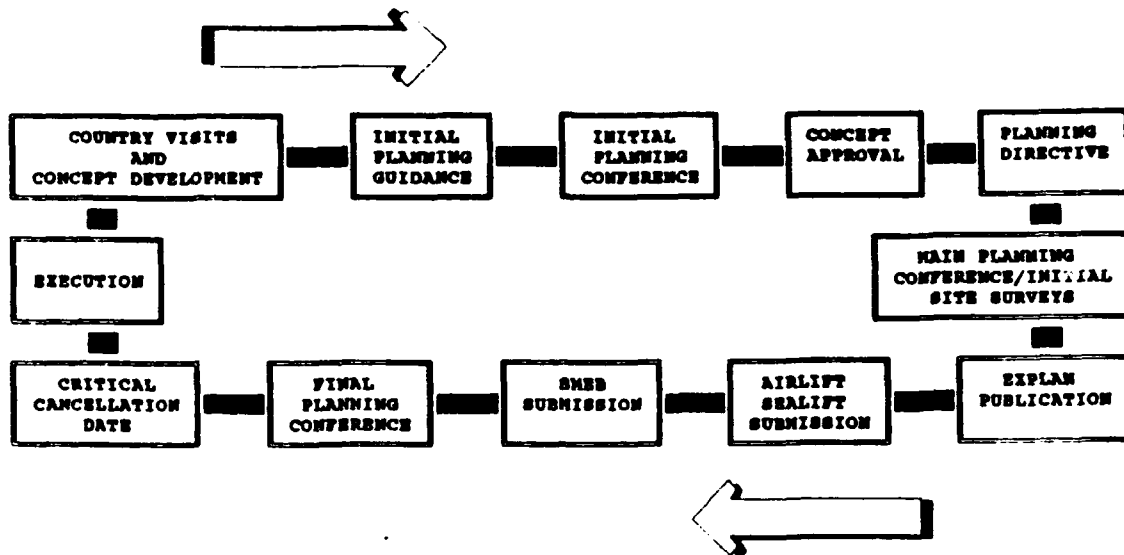 COUNTRY VISITS
AND
CONCEPT DEVELOPMENT
INITIAL
PLANNING
GUIDANCE
INITIAL
PLANNING
CONFERENCE
CONCEPT
APPROVAL
PLANNING
DIRECTIVE
MAIN PLANNING
CONFERENCE/INITIAL
SITE SURVEYS
EXPLAN
PUBLICATION
AIRLIFT
SEALIFT
SUBMISSION
SMEB
SUBMISSION
FINAL
PLANNING
CONFERENCE
CRITICAL
CANCELLATION
DATE
EXECUTION